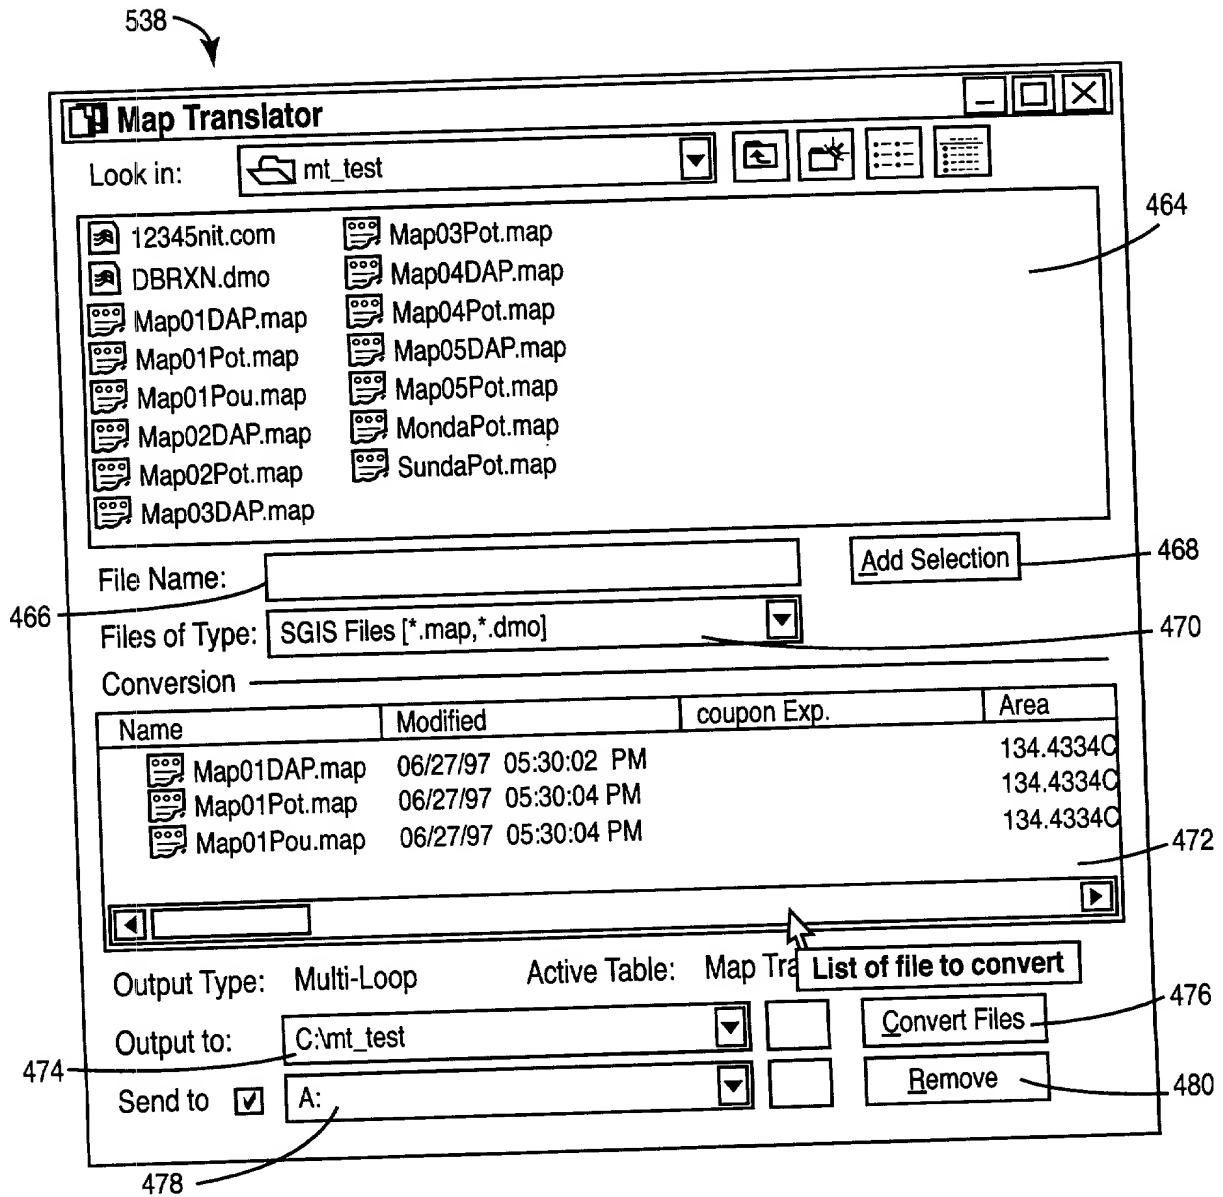 538
Map Translator
Look in: mt_test
464
12345nit.com
DBRXN.dmo
Map01DAP.map
Map01Pot.map
Map01Pou.map
Map02DAP.map
Map02Pot.map
Map03DAP.map
Map03Pot.map
Map04DAP.map
Map04Pot.map
Map05DAP.map
Map05Pot.map
MondaPot.map
SundaPot.map
File Name:
Add Selection
468
466
Files of Type: SGIS Files [*.map,*.dmo]
470
Conversion
Name Modified coupon Exp. Area
Map01DAP.map 06/27/97 05:30:02 PM 134.4334C
Map01Pot.map 06/27/97 05:30:04 PM 134.4334C
Map01Pou.map 06/27/97 05:30:04 PM 134.4334C
472
Output Type: Multi-Loop Active Table: Map Tra
List of file to convert
476
Output to: C:\mt_test Convert Files
474
Send to A: Remove
480
478